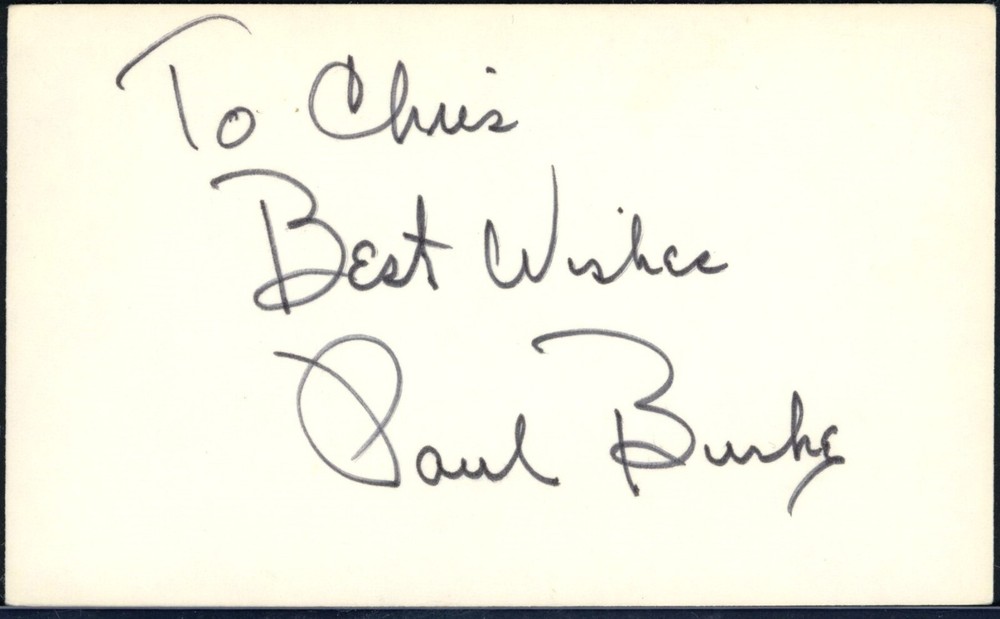 To Chris
Best Wishes
Paul Burke